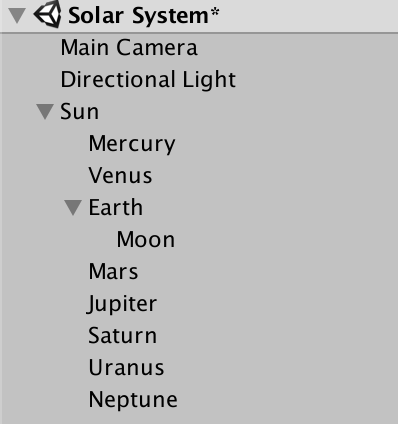 Solar System*
Main Camera
Directional Light
Sun
Mercury
Venus
Earth
Moon
Mars
Jupiter
Saturn
Uranus
Neptune